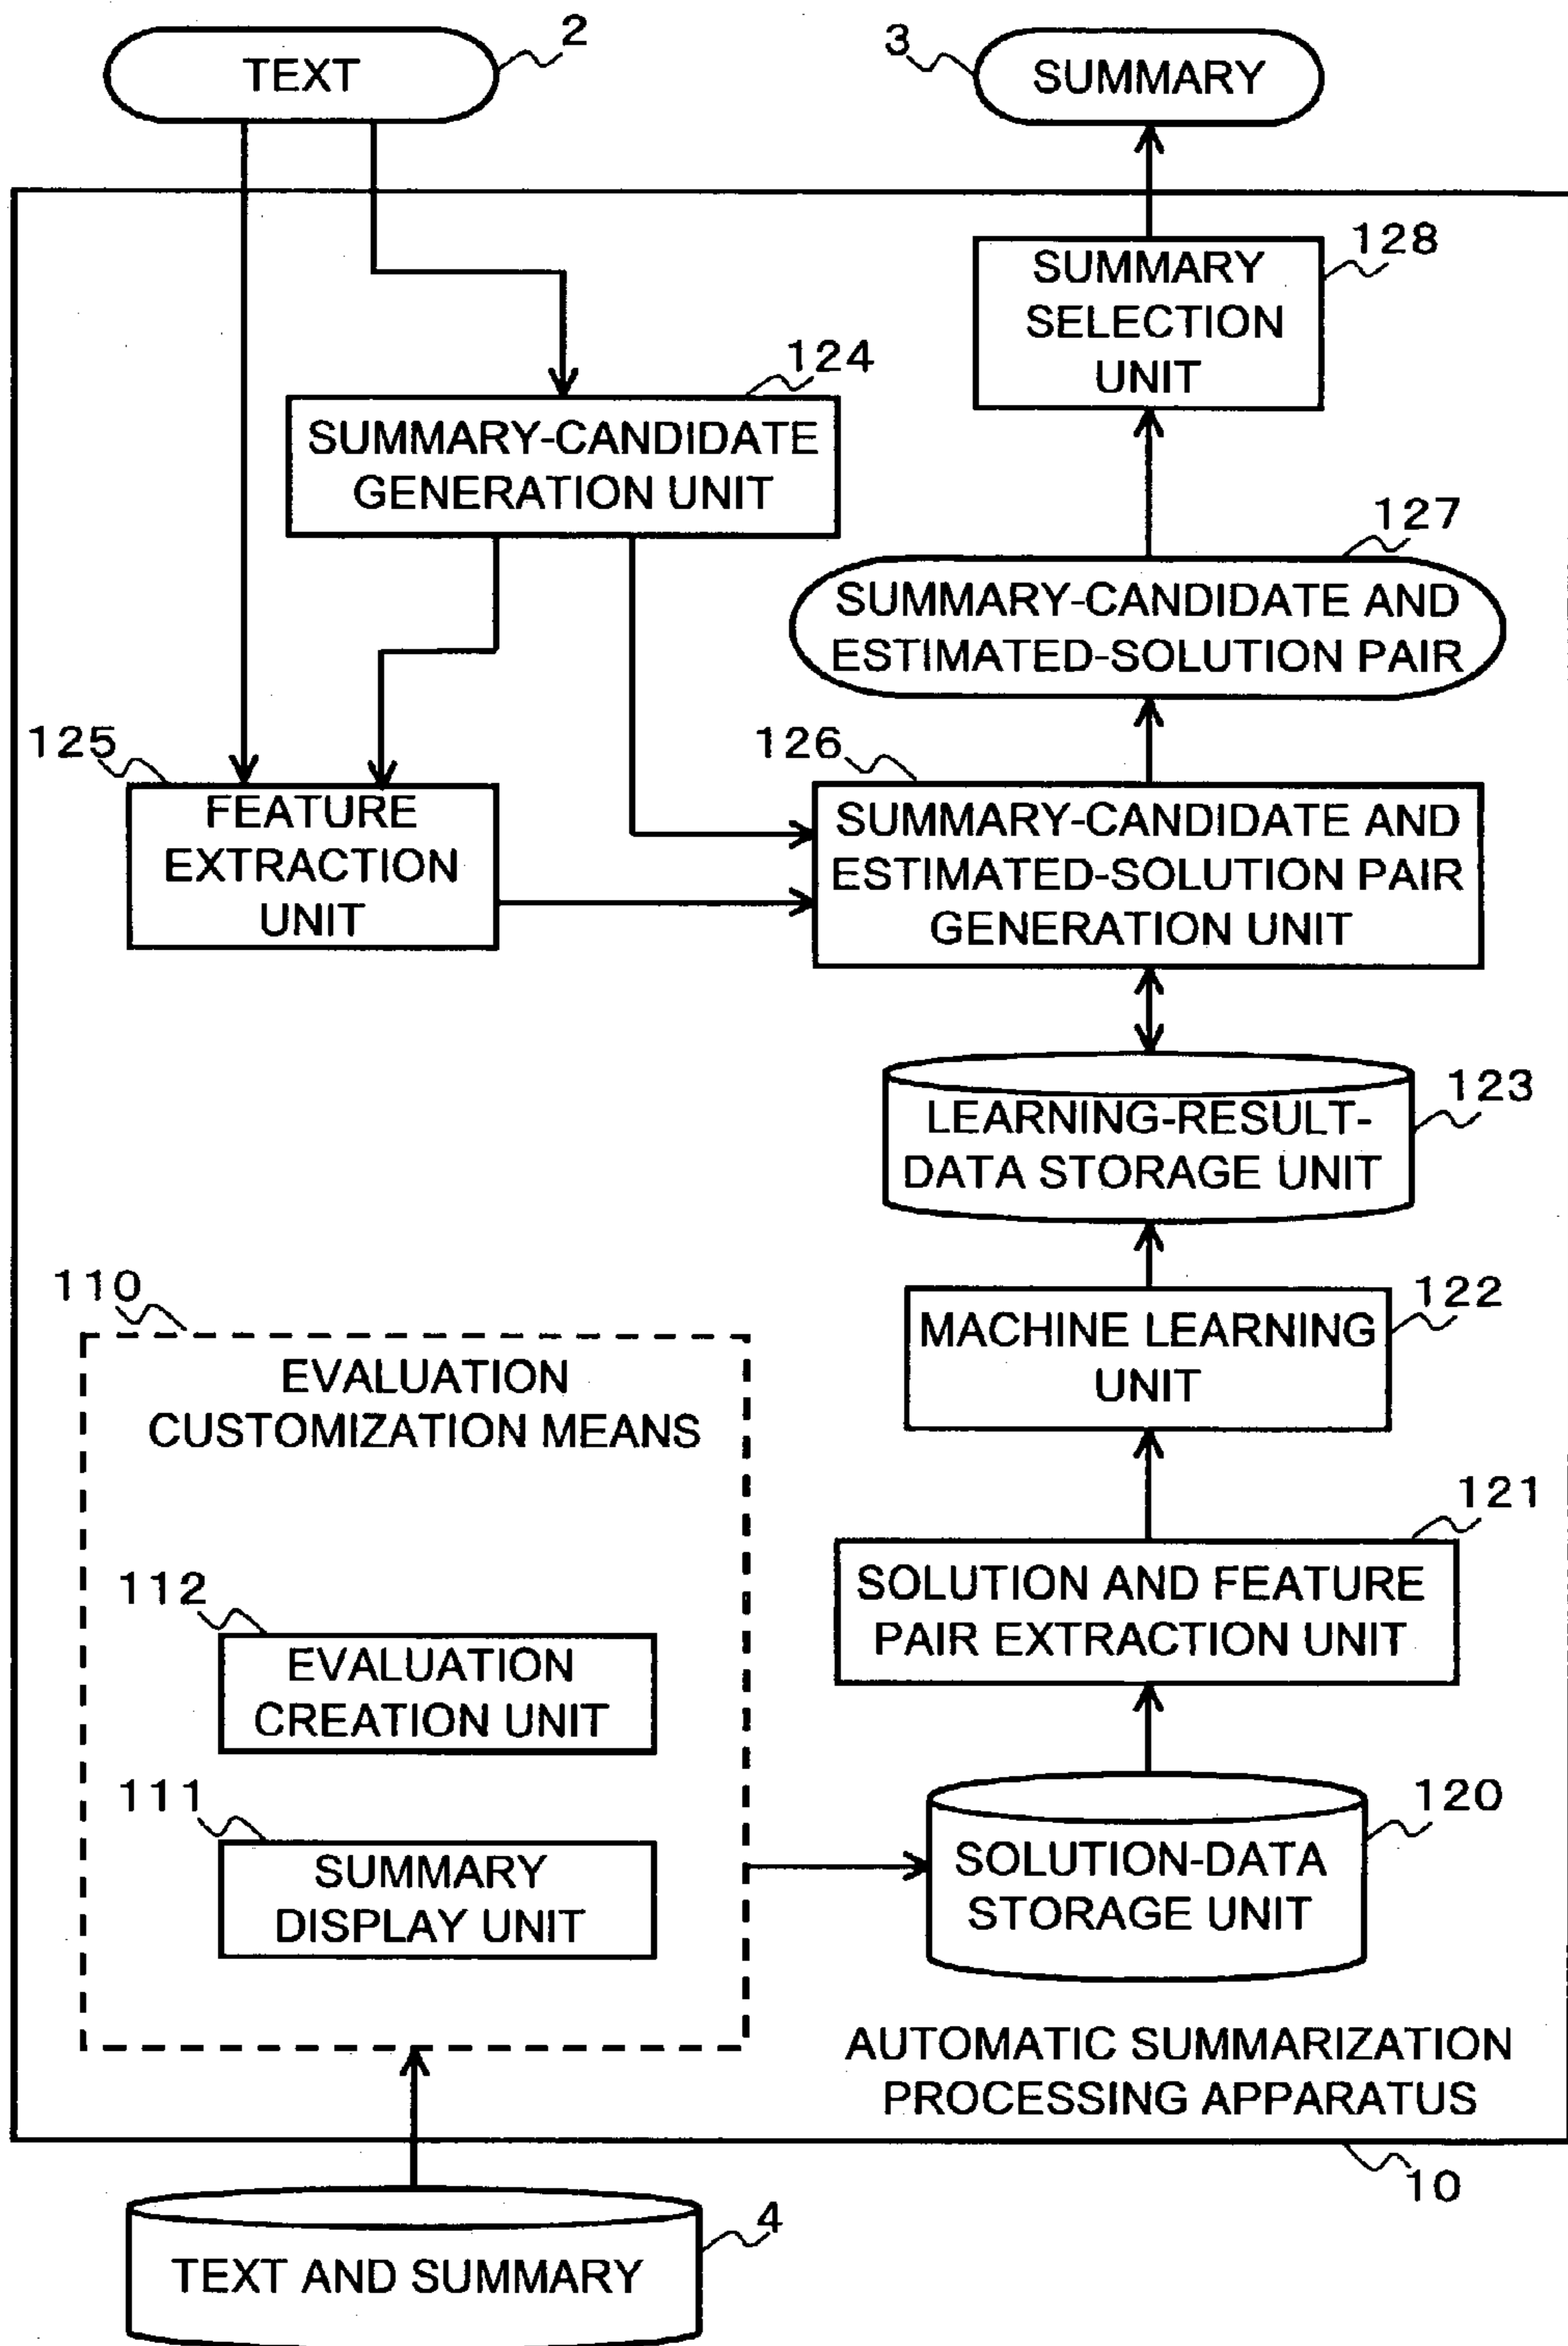 2
TEXT
3
SUMMARY
128
SUMMARY
SELECTION
UNIT
124
SUMMARY-CANDIDATE
GENERATION UNIT
127
SUMMARY-CANDIDATE AND
ESTIMATED-SOLUTION PAIR
125
FEATURE
EXTRACTION
UNIT
126
SUMMARY-CANDIDATE AND
ESTIMATED-SOLUTION PAIR
GENERATION UNIT
123
LEARNING-RESULT-
DATA STORAGE UNIT
122
MACHINE LEARNING
UNIT
110
EVALUATION
CUSTOMIZATION MEANS
121
SOLUTION AND FEATURE
PAIR EXTRACTION UNIT
112
EVALUATION
CREATION UNIT
111
SUMMARY
DISPLAY UNIT
120
SOLUTION-DATA
STORAGE UNIT
AUTOMATIC SUMMARIZATION
PROCESSING APPARATUS
10
4
TEXT AND SUMMARY